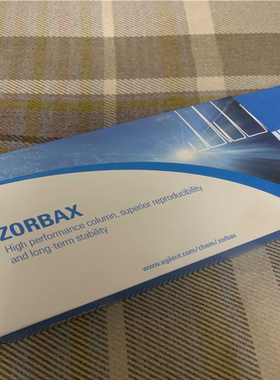 ZORBAX
High performance column, superior reproducibility
and long-term stability
www.agilent.com/chem/zorbax